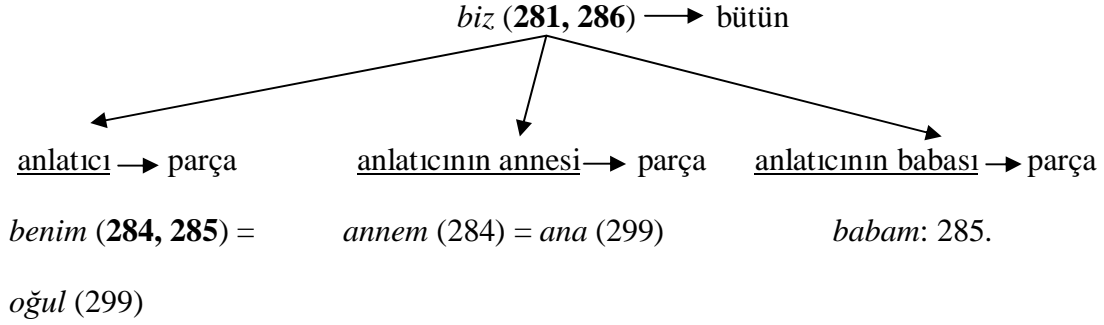 biz (281, 286) → bütün
anlatıcı → parça anlatıcının annesi → parça anlatıcının babası → parça
benim (284, 285) = annem (284) = ana (299) babam: 285.
oğul (299)